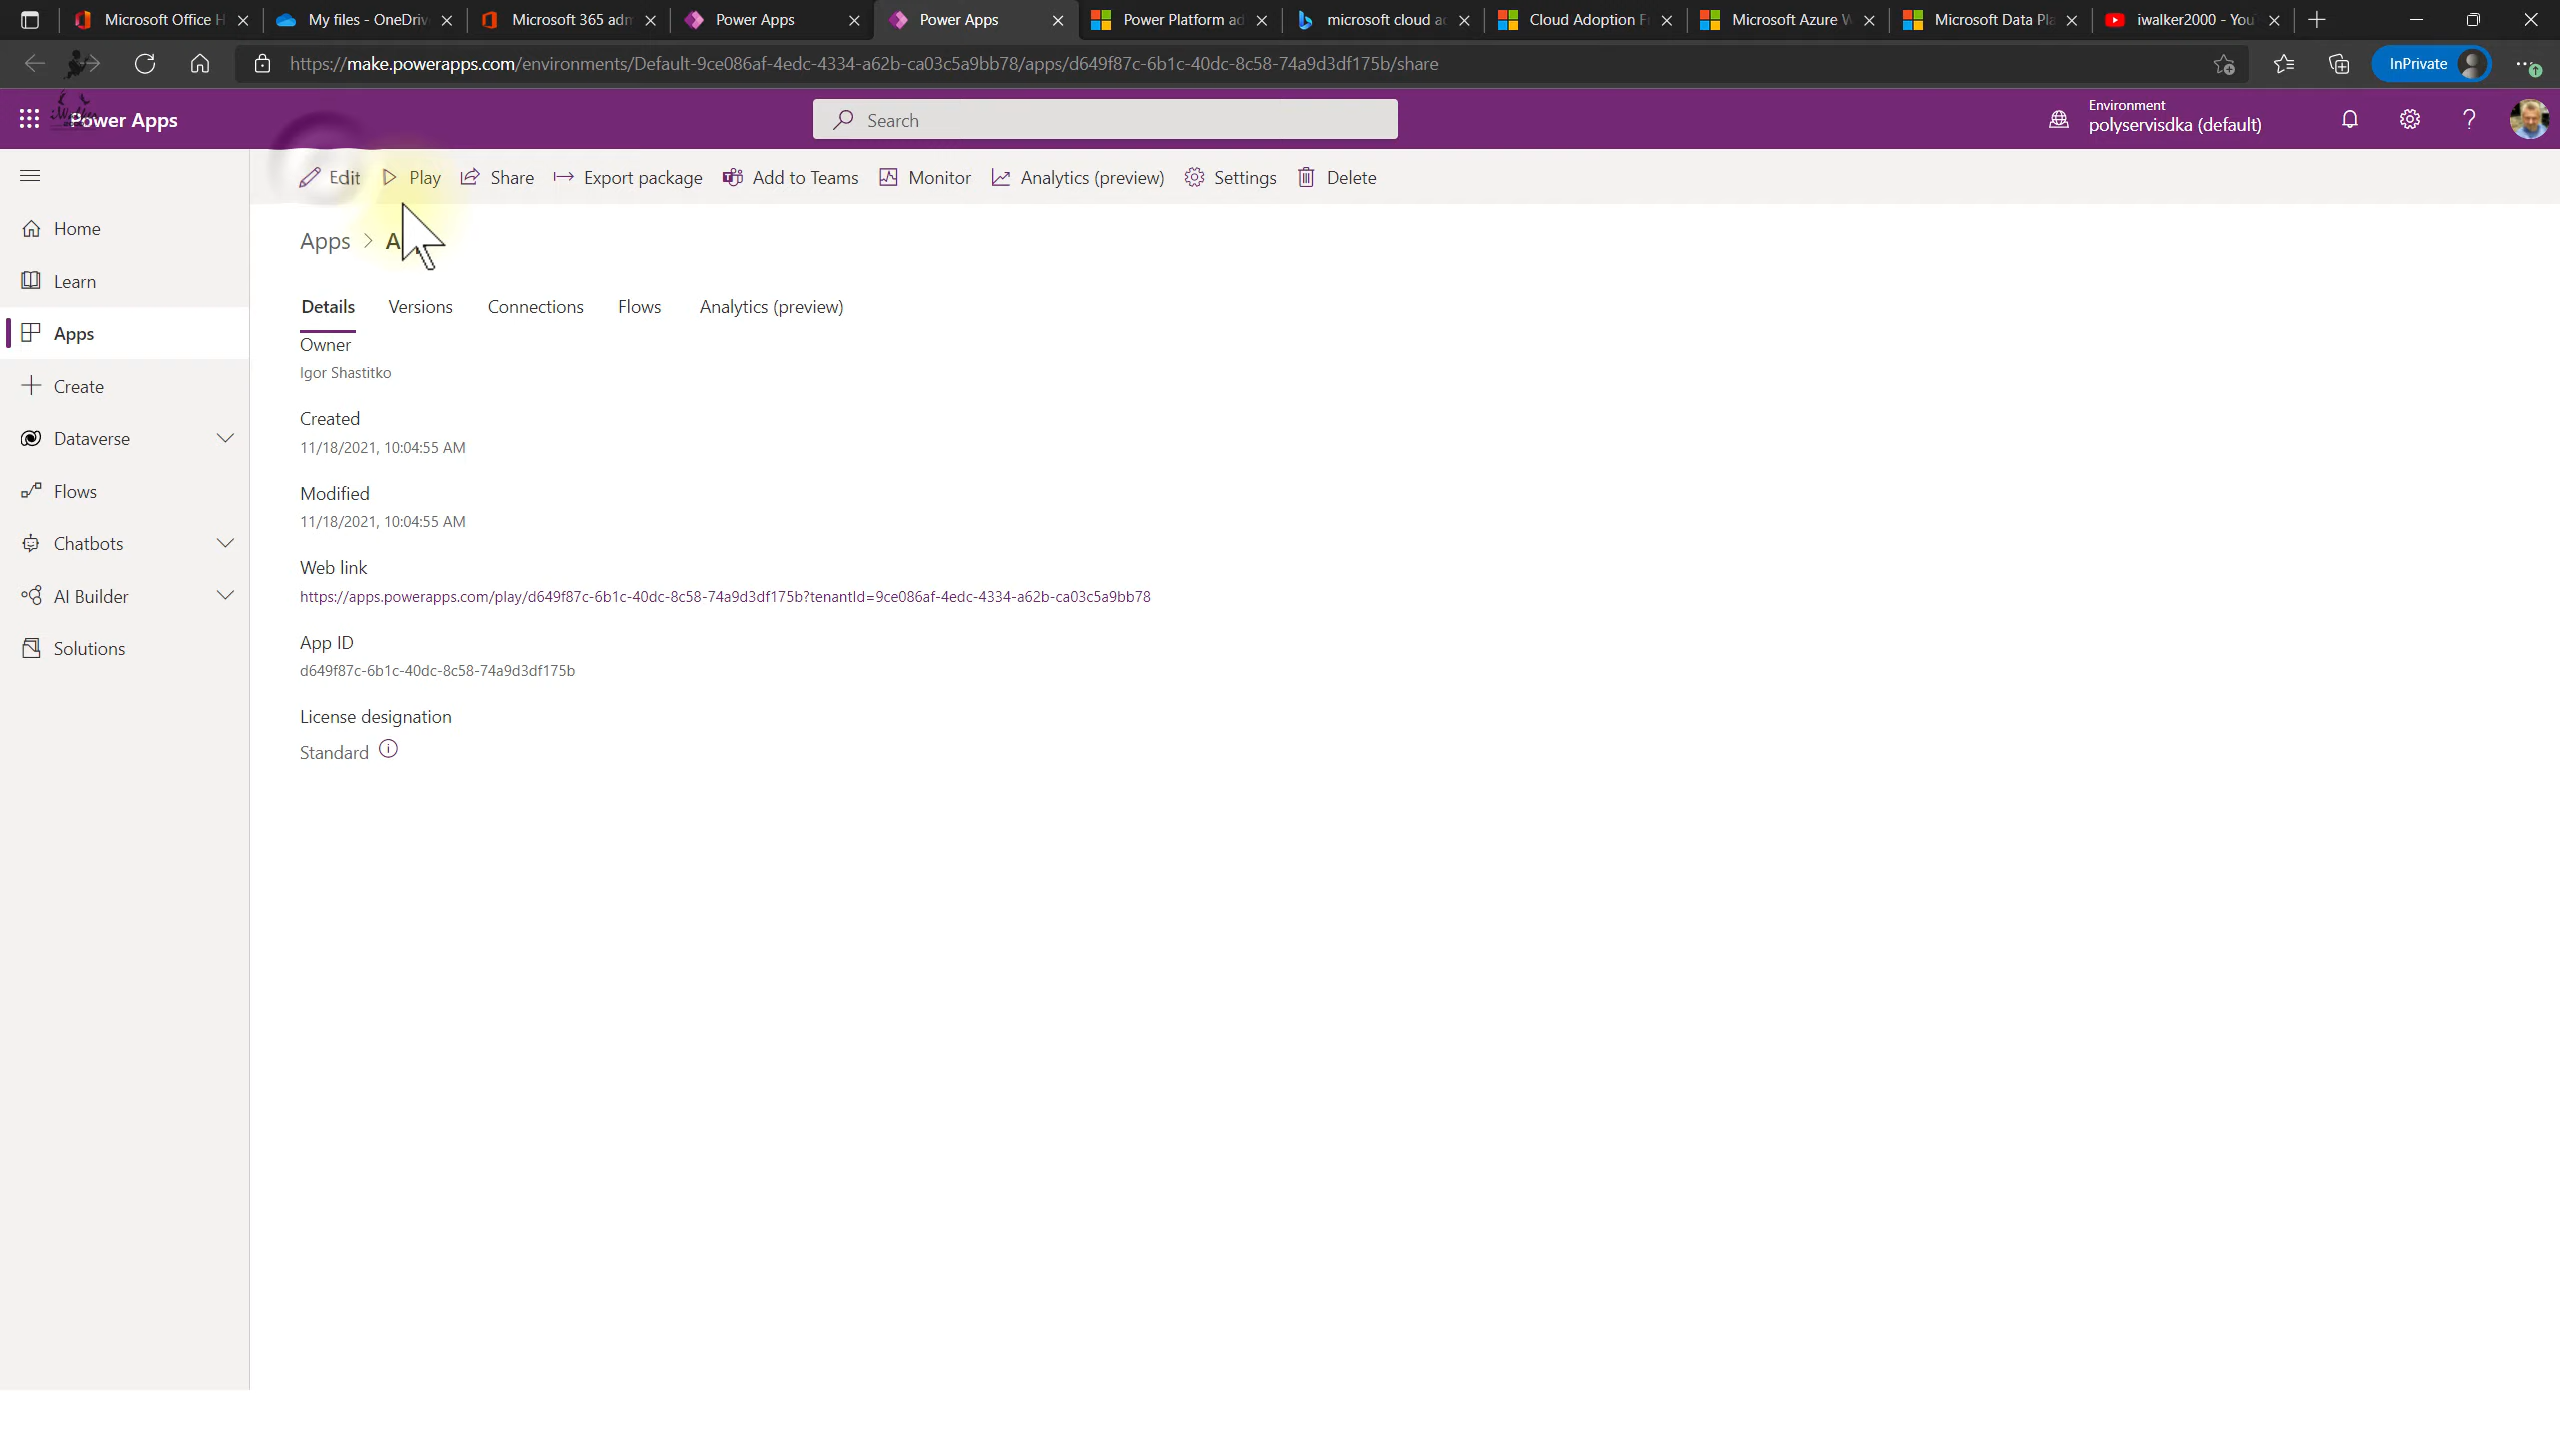 Microsoft Office H
My files - OneDriv
Microsoft 365 adm
Power Apps
Power Apps
Power Platform ad
microsoft cloud a
Cloud Adoption F
Microsoft Azure W
Microsoft Data Pla
iwalker2000 - You
https://make.powerapps.com/environments/Default-9ce086af-4edc-4334-a62b-ca03c5a9bb78/apps/d649f87c-6b1c-40dc-8c58-74a9d3df175b/share
InPrivate
Power Apps
Search
Environment
polyservisdka (default)
Edit
Play
Share
Export package
Add to Teams
Monitor
Analytics (preview)
Settings
Delete
Home
Learn
Apps
Create
Dataverse
Flows
Chatbots
AI Builder
Solutions
Apps > A
Details
Versions
Connections
Flows
Analytics (preview)
Owner
Igor Shastitko
Created
11/18/2021, 10:04:55 AM
Modified
11/18/2021, 10:04:55 AM
Web link
https://apps.powerapps.com/play/d649f87c-6b1c-40dc-8c58-74a9d3df175b?tenantId=9ce086af-4edc-4334-a62b-ca03c5a9bb78
App ID
d649f87c-6b1c-40dc-8c58-74a9d3df175b
License designation
Standard